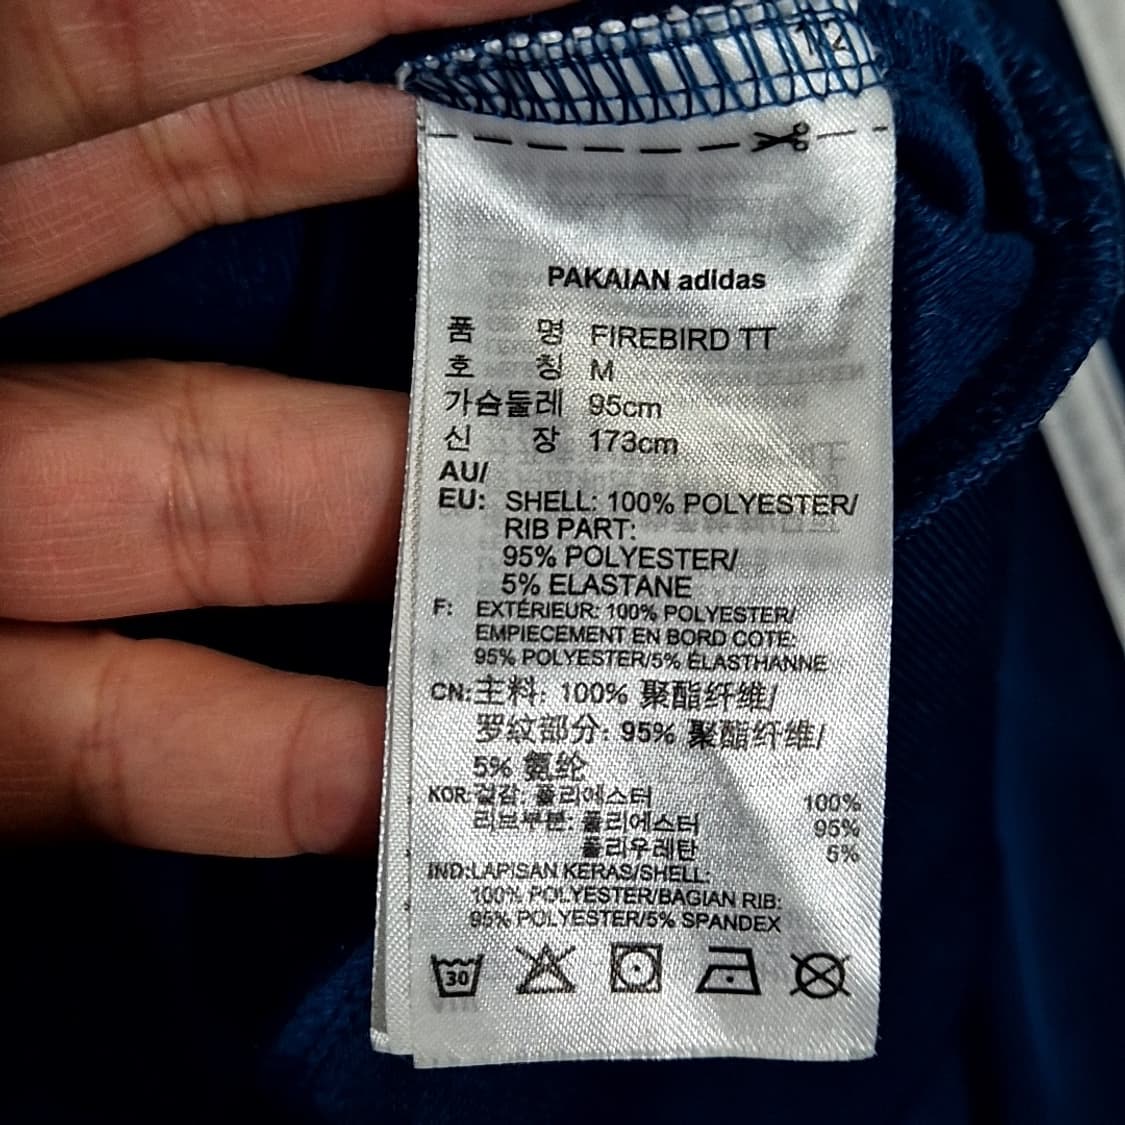 1/2
PAKAIAN adidas
품 명 FIREBIRD TT
호 칭 M
가슴둘레 95cm
신 장 173cm
AU/
EU: SHELL: 100% POLYESTER/
RIB PART:
95% POLYESTER/
5% ELASTANE
F: EXTÉRIEUR: 100% POLYESTER/
EMPIECEMENT EN BORD COTE:
95% POLYESTER/5% ÉLASTHANNE
CN:主料: 100% 聚酯纤维/
罗纹部分: 95% 聚酯纤维/
5% 氨纶
KOR:겉감: 폴리에스터 100%
리브부분: 폴리에스터 95%
폴리우레탄 5%
IND:LAPISAN KERAS/SHELL:
100% POLYESTER/BAGIAN RIB:
95% POLYESTER/5% SPANDEX
30